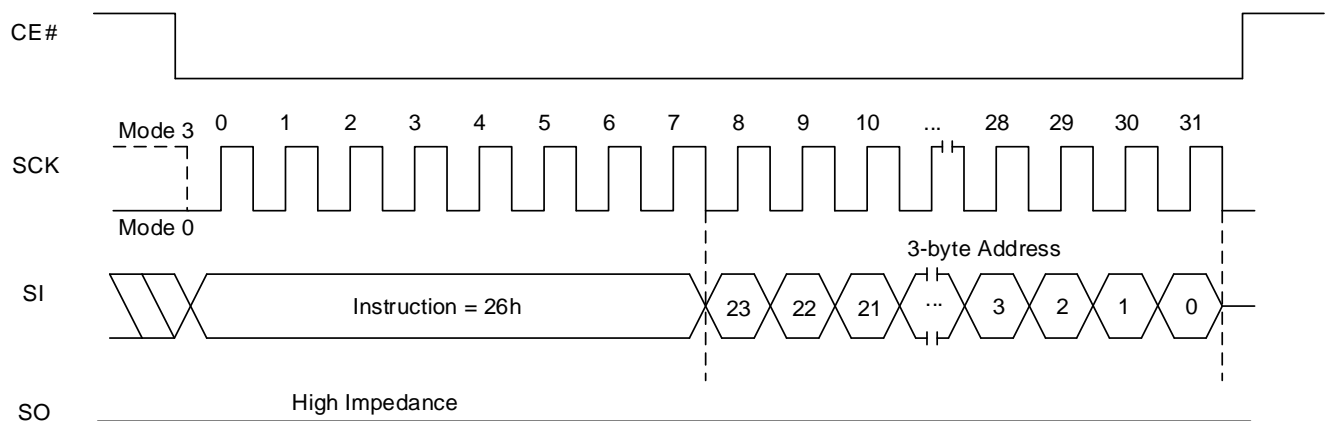 CE#
Mode 3
0 1 2 3 4 5 6 7 8 9 10 ... 28 29 30 31
SCK
Mode 0
3-byte Address
SI
Instruction = 26h
23 22 21 ... 3 2 1 0
High Impedance
SO